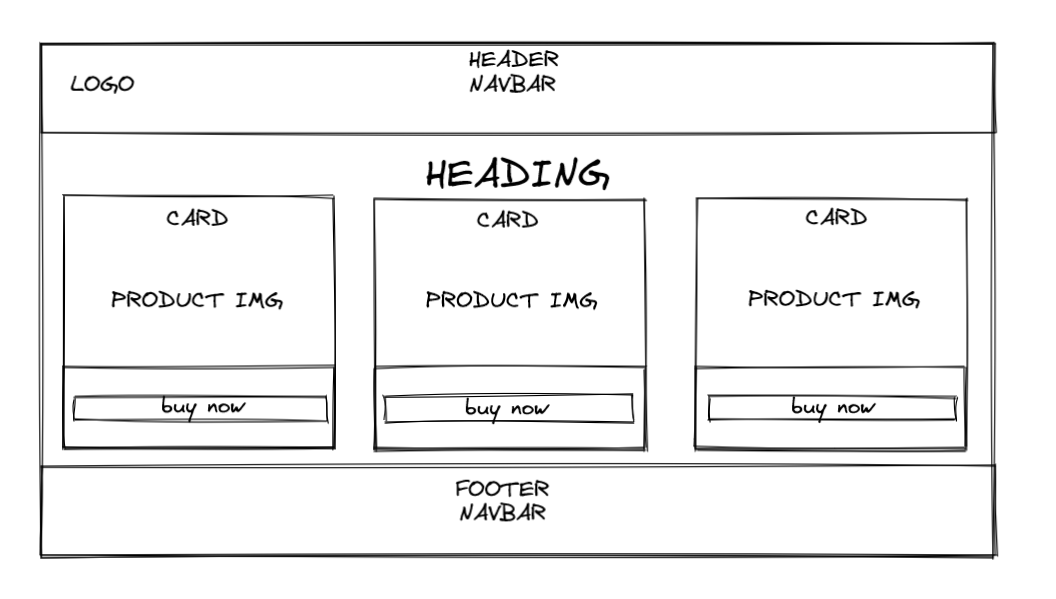 LOGO
HEADER
NAVBAR
HEADING
CARD
PRODUCT IMG
buy now
CARD
PRODUCT IMG
buy now
CARD
PRODUCT IMG
buy now
FOOTER
NAVBAR